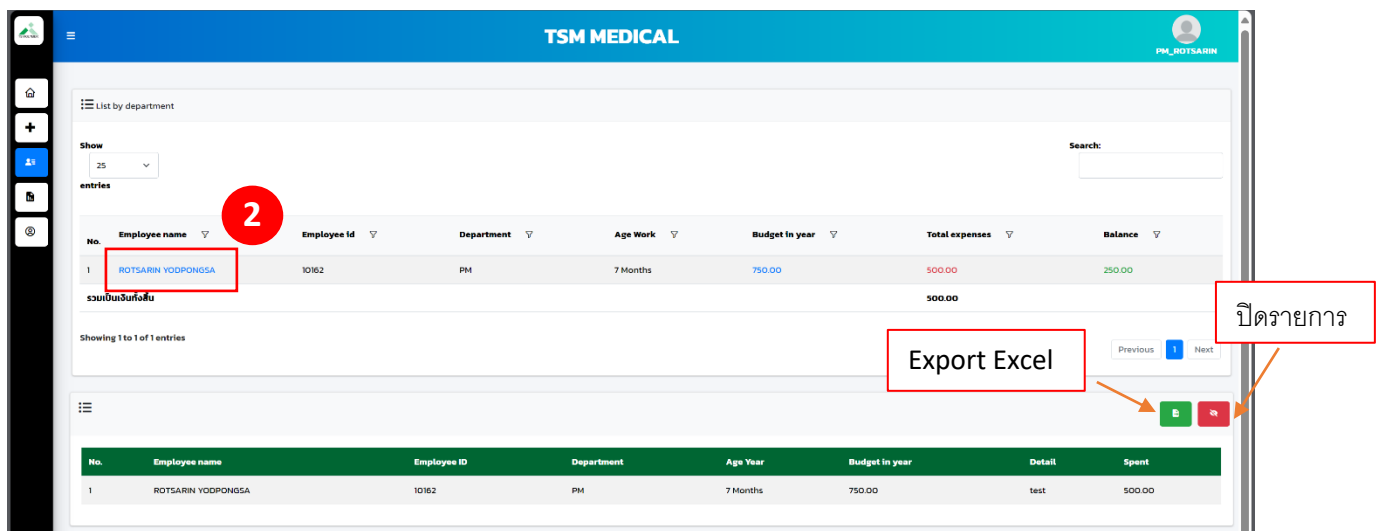 TSM MEDICAL
PM_ROTSARIN
List by department
Show
25
entries
Search:
2
No. Employee name Employee id Department Age Work Budget in year Total expenses Balance
1 ROTSARIN YODPONGSA 10162 PM 7 Months 750.00 500.00 250.00
รวมเป็นเงินทั้งสิ้น 500.00
Showing 1 to 1 of 1 entries
Previous 1 Next
Export Excel
ปิดรายการ
No. Employee name Employee ID Department Age Year Budget in year Detail Spent
1 ROTSARIN YODPONGSA 10162 PM 7 Months 750.00 test 500.00